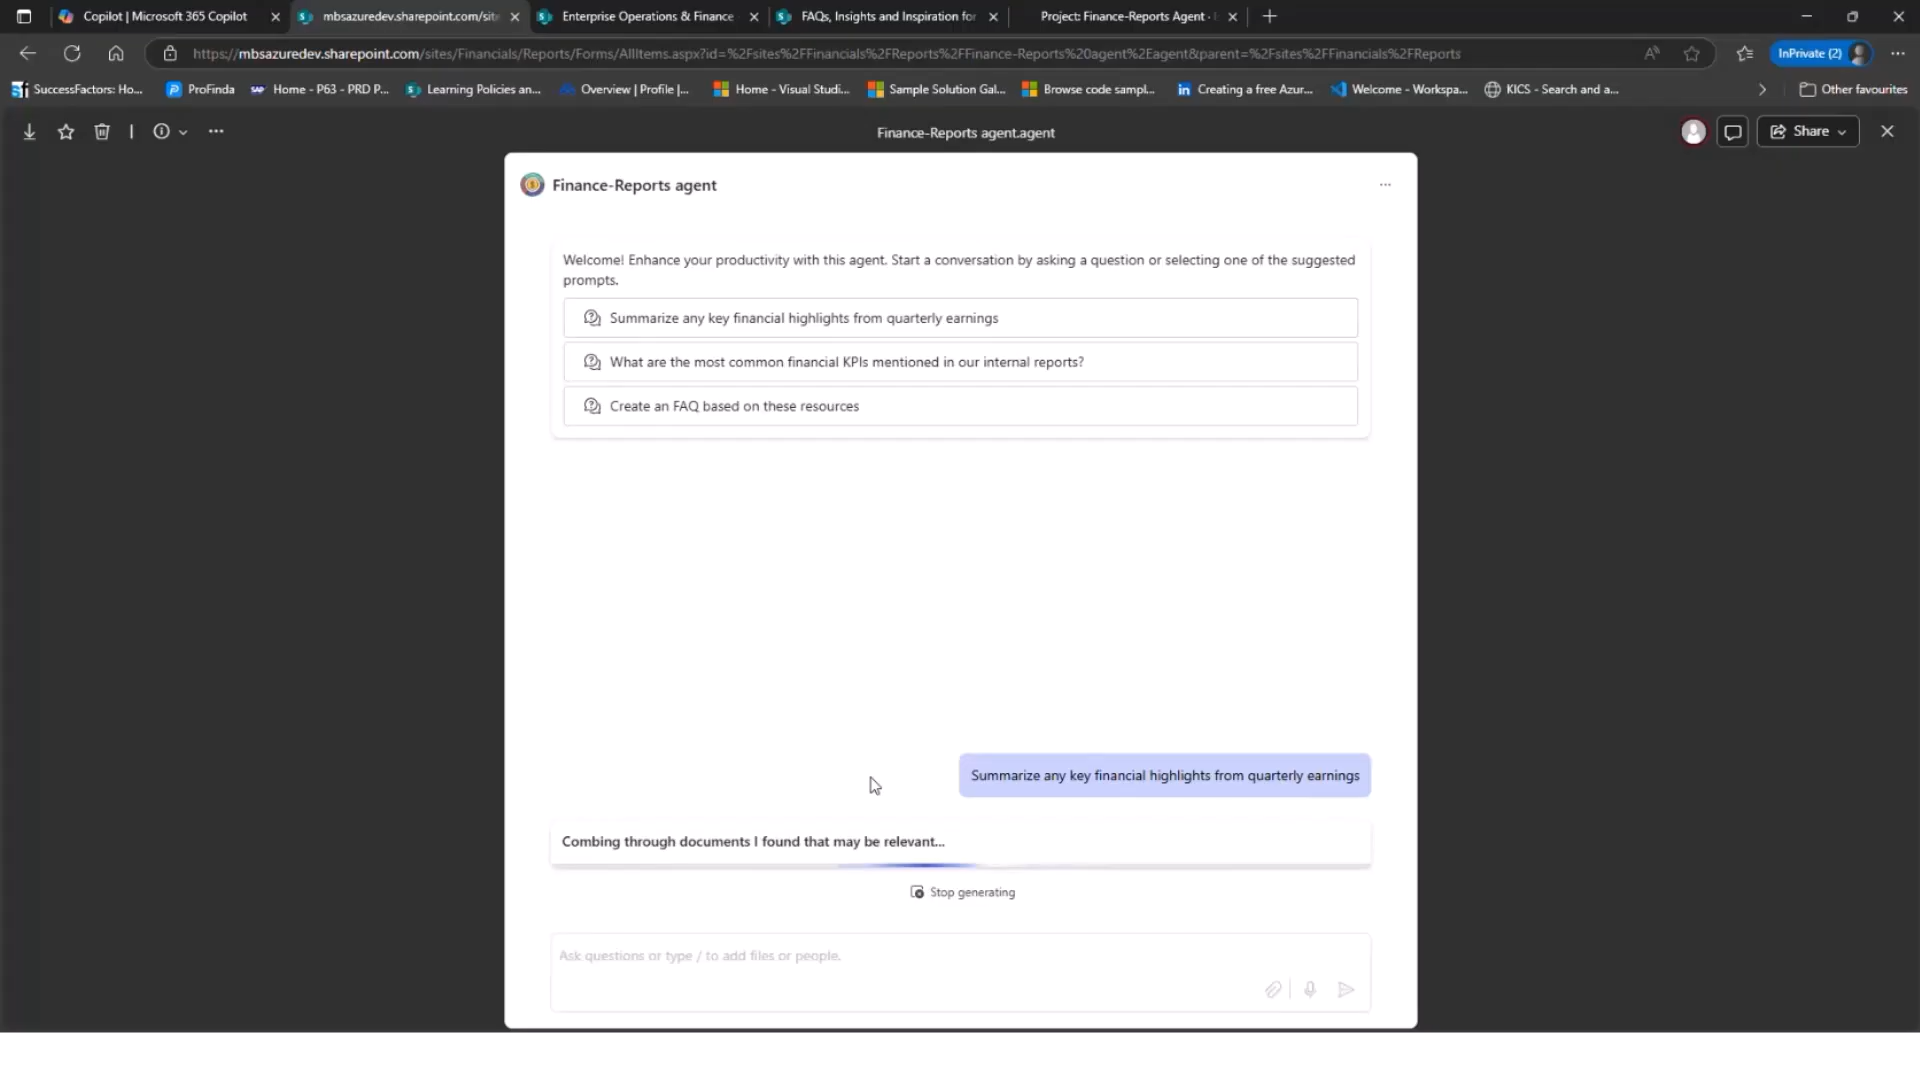 Copilot | Microsoft 365 Copilot
mbsazuredev.sharepoint.com/site
Enterprise Operations & Finance
FAQs, Insights and Inspiration for
Project: Finance-Reports Agent ·
https://mbsazuredev.sharepoint.com/sites/Financials/Reports/Forms/AllItems.aspx?id=%2Fsites%2FFinancials%2FReports%2FFinance-Reports%20agent%2Eagent&parent=%2Fsites%2FFinancials%2FReports
InPrivate (2)
SuccessFactors: Ho...
ProFinda
Home - P63 - PRD P...
Learning Policies an...
Overview | Profile |...
Home - Visual Studi...
Sample Solution Gal...
Browse code sampl...
Creating a free Azur...
Welcome - Workspa...
KICS - Search and a...
Other favourites
Finance-Reports agent.agent
Share
Finance-Reports agent
Welcome! Enhance your productivity with this agent. Start a conversation by asking a question or selecting one of the suggested
prompts.
Summarize any key financial highlights from quarterly earnings
What are the most common financial KPIs mentioned in our internal reports?
Create an FAQ based on these resources
Summarize any key financial highlights from quarterly earnings
Combing through documents I found that may be relevant...
Stop generating
Ask questions or type / to add files or people.